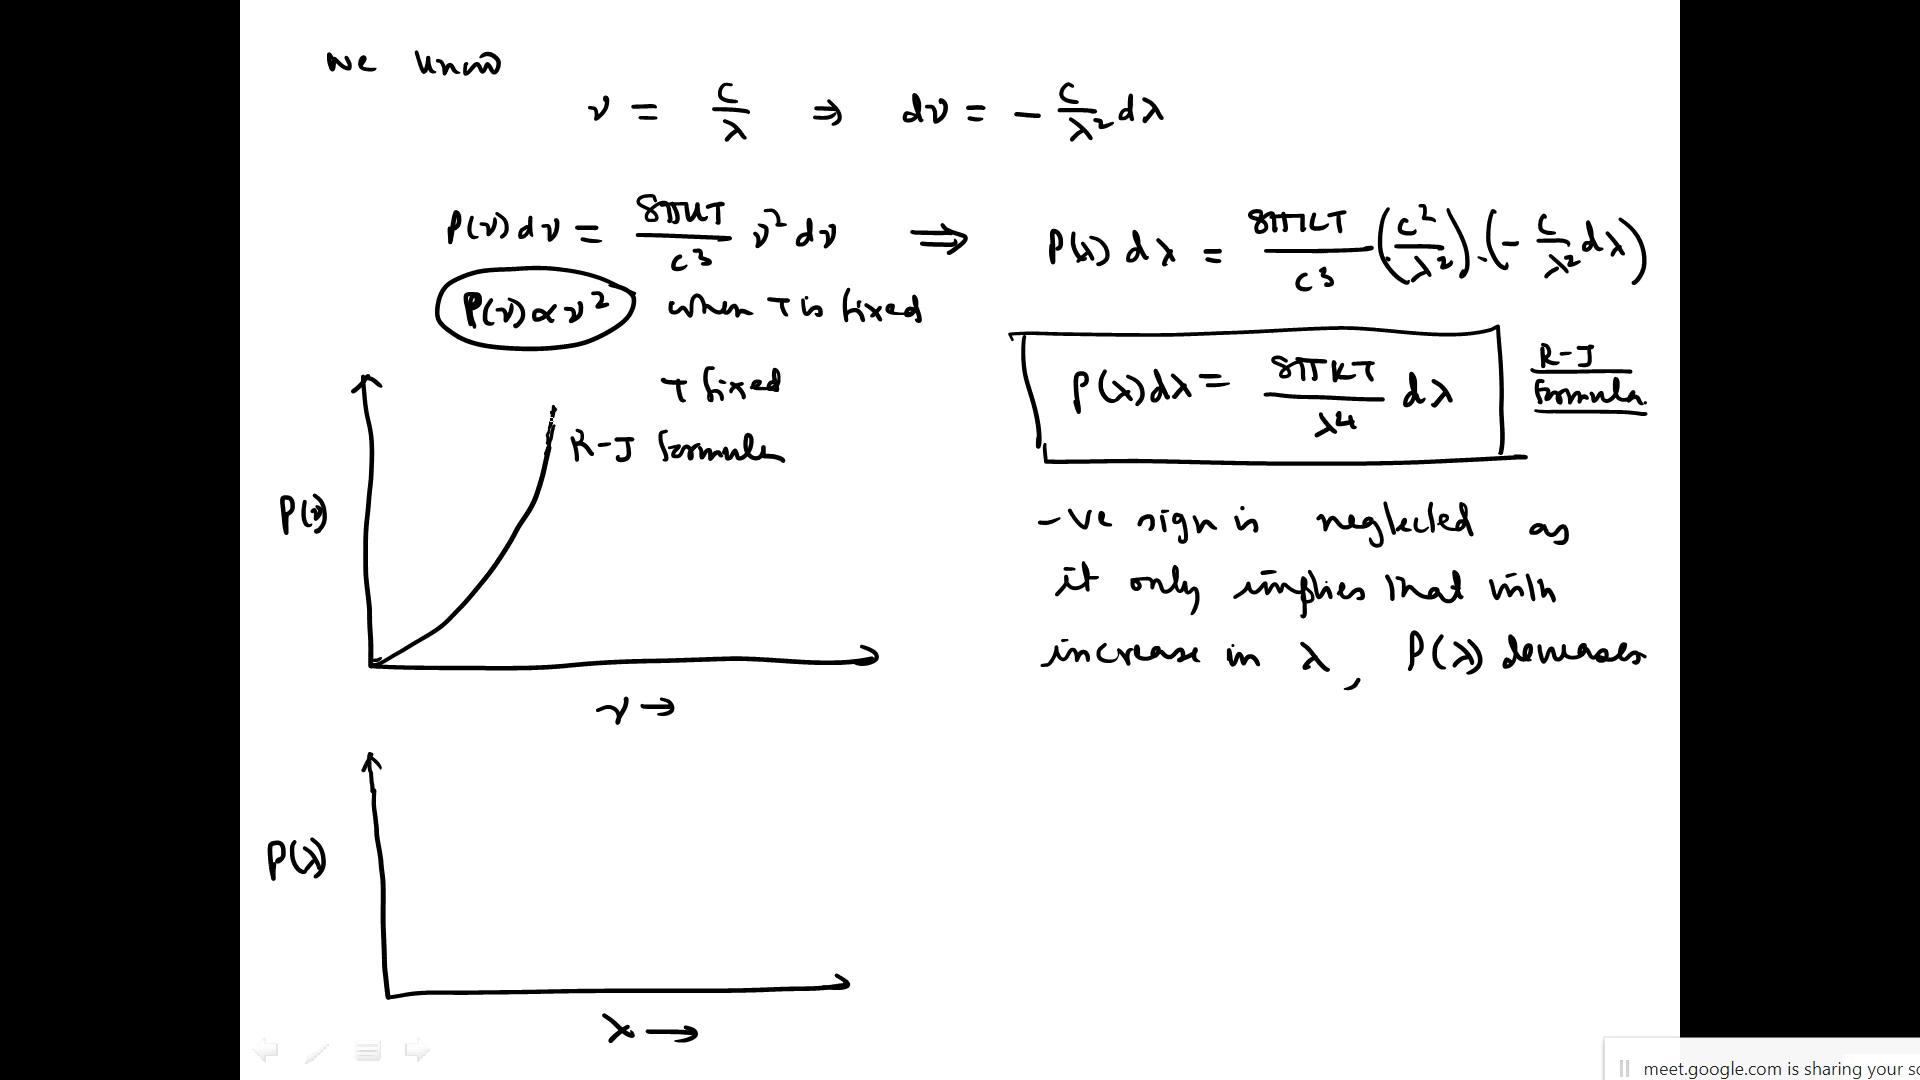 We know
ν = c/λ ⇒ dν = - c/λ² dλ
P(ν) dν = 8πKT/c³ ν² dν ⟹ P(λ) dλ = 8πKT/c³ (c²/λ²).(- c/λ² dλ)
P(ν) ∝ ν² when T is fixed
P(λ) dλ = 8πKT/λ⁴ dλ
R-J
Formula
T fixed
R-J formula
P(ν)
-ve sign is neglected as
it only implies that with
increase in λ, P(λ) decreases
ν →
P(λ)
λ →
meet.google.com is sharing your sc